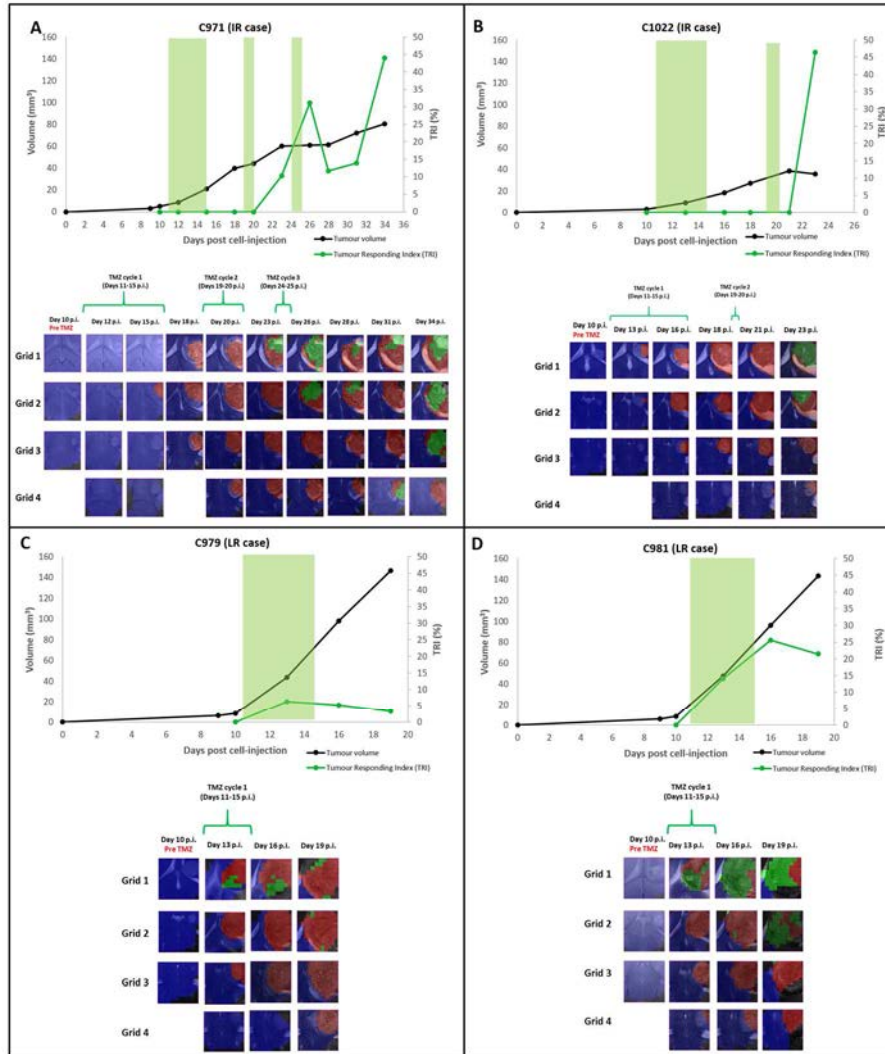 A
C971 (IR case)
160
140
120
100
80
60
40
20
0
Volume (mm³)
50
45
40
35
30
25
20
15
10
5
0
TRI (%)
0 2 4 6 8 10 12 14 16 18 20 22 24 26 28 30 32 34 36
Days post cell-injection
Tumour volume
Tumour Responding Index (TRI)
TMZ cycle 1
(Days 11-15 p.i.)
TMZ cycle 2
(Days 19-20 p.i.)
TMZ cycle 3
(Days 24-25 p.i.)
Day 10 p.i. Day 12 p.i. Day 15 p.i. Day 18 p.i. Day 20 p.i. Day 23 p.i. Day 26 p.i. Day 28 p.i. Day 31 p.i. Day 34 p.i.
Pre TMZ
Grid 1
Grid 2
Grid 3
Grid 4
B
C1022 (IR case)
160
140
120
100
80
60
40
20
0
Volume (mm³)
50
45
40
35
30
25
20
15
10
5
0
TRI (%)
0 2 4 6 8 10 12 14 16 18 20 22 24 26
Days post cell-injection
Tumour volume
Tumour Responding Index (TRI)
TMZ cycle 1
(Days 11-15 p.i.)
TMZ cycle 2
(Days 19-20 p.i.)
Day 10 p.i. Day 13 p.i. Day 16 p.i. Day 18 p.i. Day 21 p.i. Day 23 p.i.
Pre TMZ
Grid 1
Grid 2
Grid 3
Grid 4
C
C979 (LR case)
160
140
120
100
80
60
40
20
0
Volume (mm³)
50
45
40
35
30
25
20
15
10
5
0
TRI (%)
0 2 4 6 8 10 12 14 16 18 20
Days post cell-injection
Tumour volume
Tumour Responding Index (TRI)
TMZ cycle 1
(Days 11-15 p.i.)
Day 10 p.i. Day 13 p.i. Day 16 p.i. Day 19 p.i.
Pre TMZ
Grid 1
Grid 2
Grid 3
Grid 4
D
C981 (LR case)
160
140
120
100
80
60
40
20
0
Volume (mm³)
50
45
40
35
30
25
20
15
10
5
0
TRI (%)
0 2 4 6 8 10 12 14 16 18 20
Days post cell-injection
Tumour volume
Tumour Responding Index (TRI)
TMZ cycle 1
(Days 11-15 p.i.)
Day 10 p.i. Day 13 p.i. Day 16 p.i. Day 19 p.i.
Pre TMZ
Grid 1
Grid 2
Grid 3
Grid 4